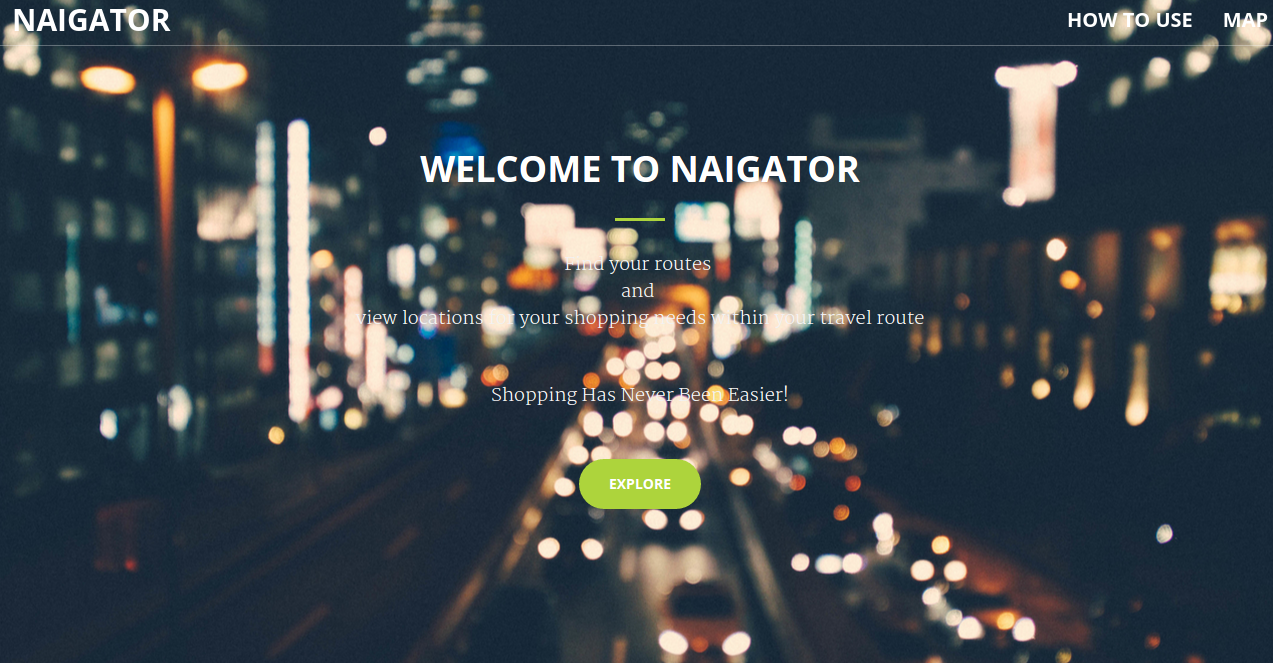 NAIGATOR
HOW TO USE MAP
WELCOME TO NAIGATOR
Find your routes
and
view locations for your shopping needs within your travel route
Shopping Has Never Been Easier!
EXPLORE